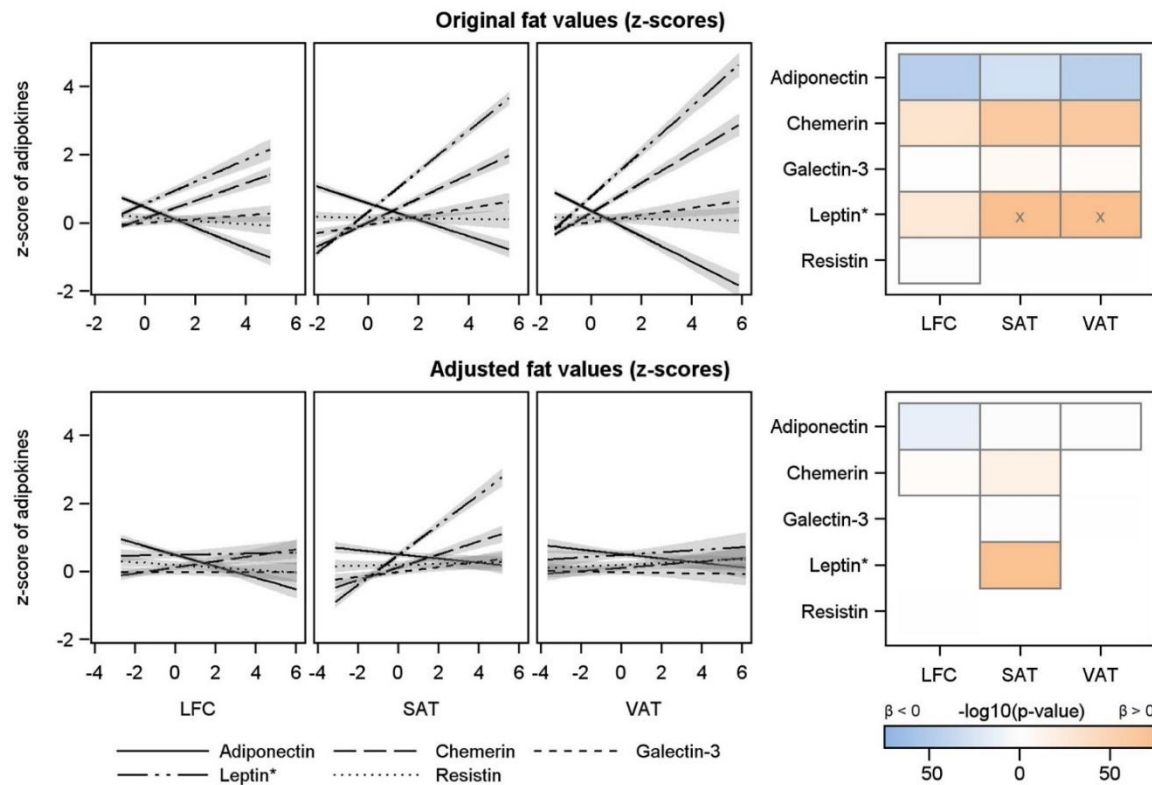 Original fat values (z-scores)
z-score of adipokines
4
2
0
-2
-2 0 2 4 6
-2 0 2 4 6
-2 0 2 4 6
Adiponectin
Chemerin
Galectin-3
Leptin*
x x
Resistin
LFC SAT VAT
Adjusted fat values (z-scores)
z-score of adipokines
4
2
0
-2
-4 -2 0 2 4 6
-4 -2 0 2 4 6
-4 -2 0 2 4 6
LFC SAT VAT
Adiponectin
Chemerin
Galectin-3
Leptin*
Resistin
LFC SAT VAT
β < 0 -log10(p-value) β > 0
50 0 50
Adiponectin Chemerin Galectin-3
Leptin* Resistin